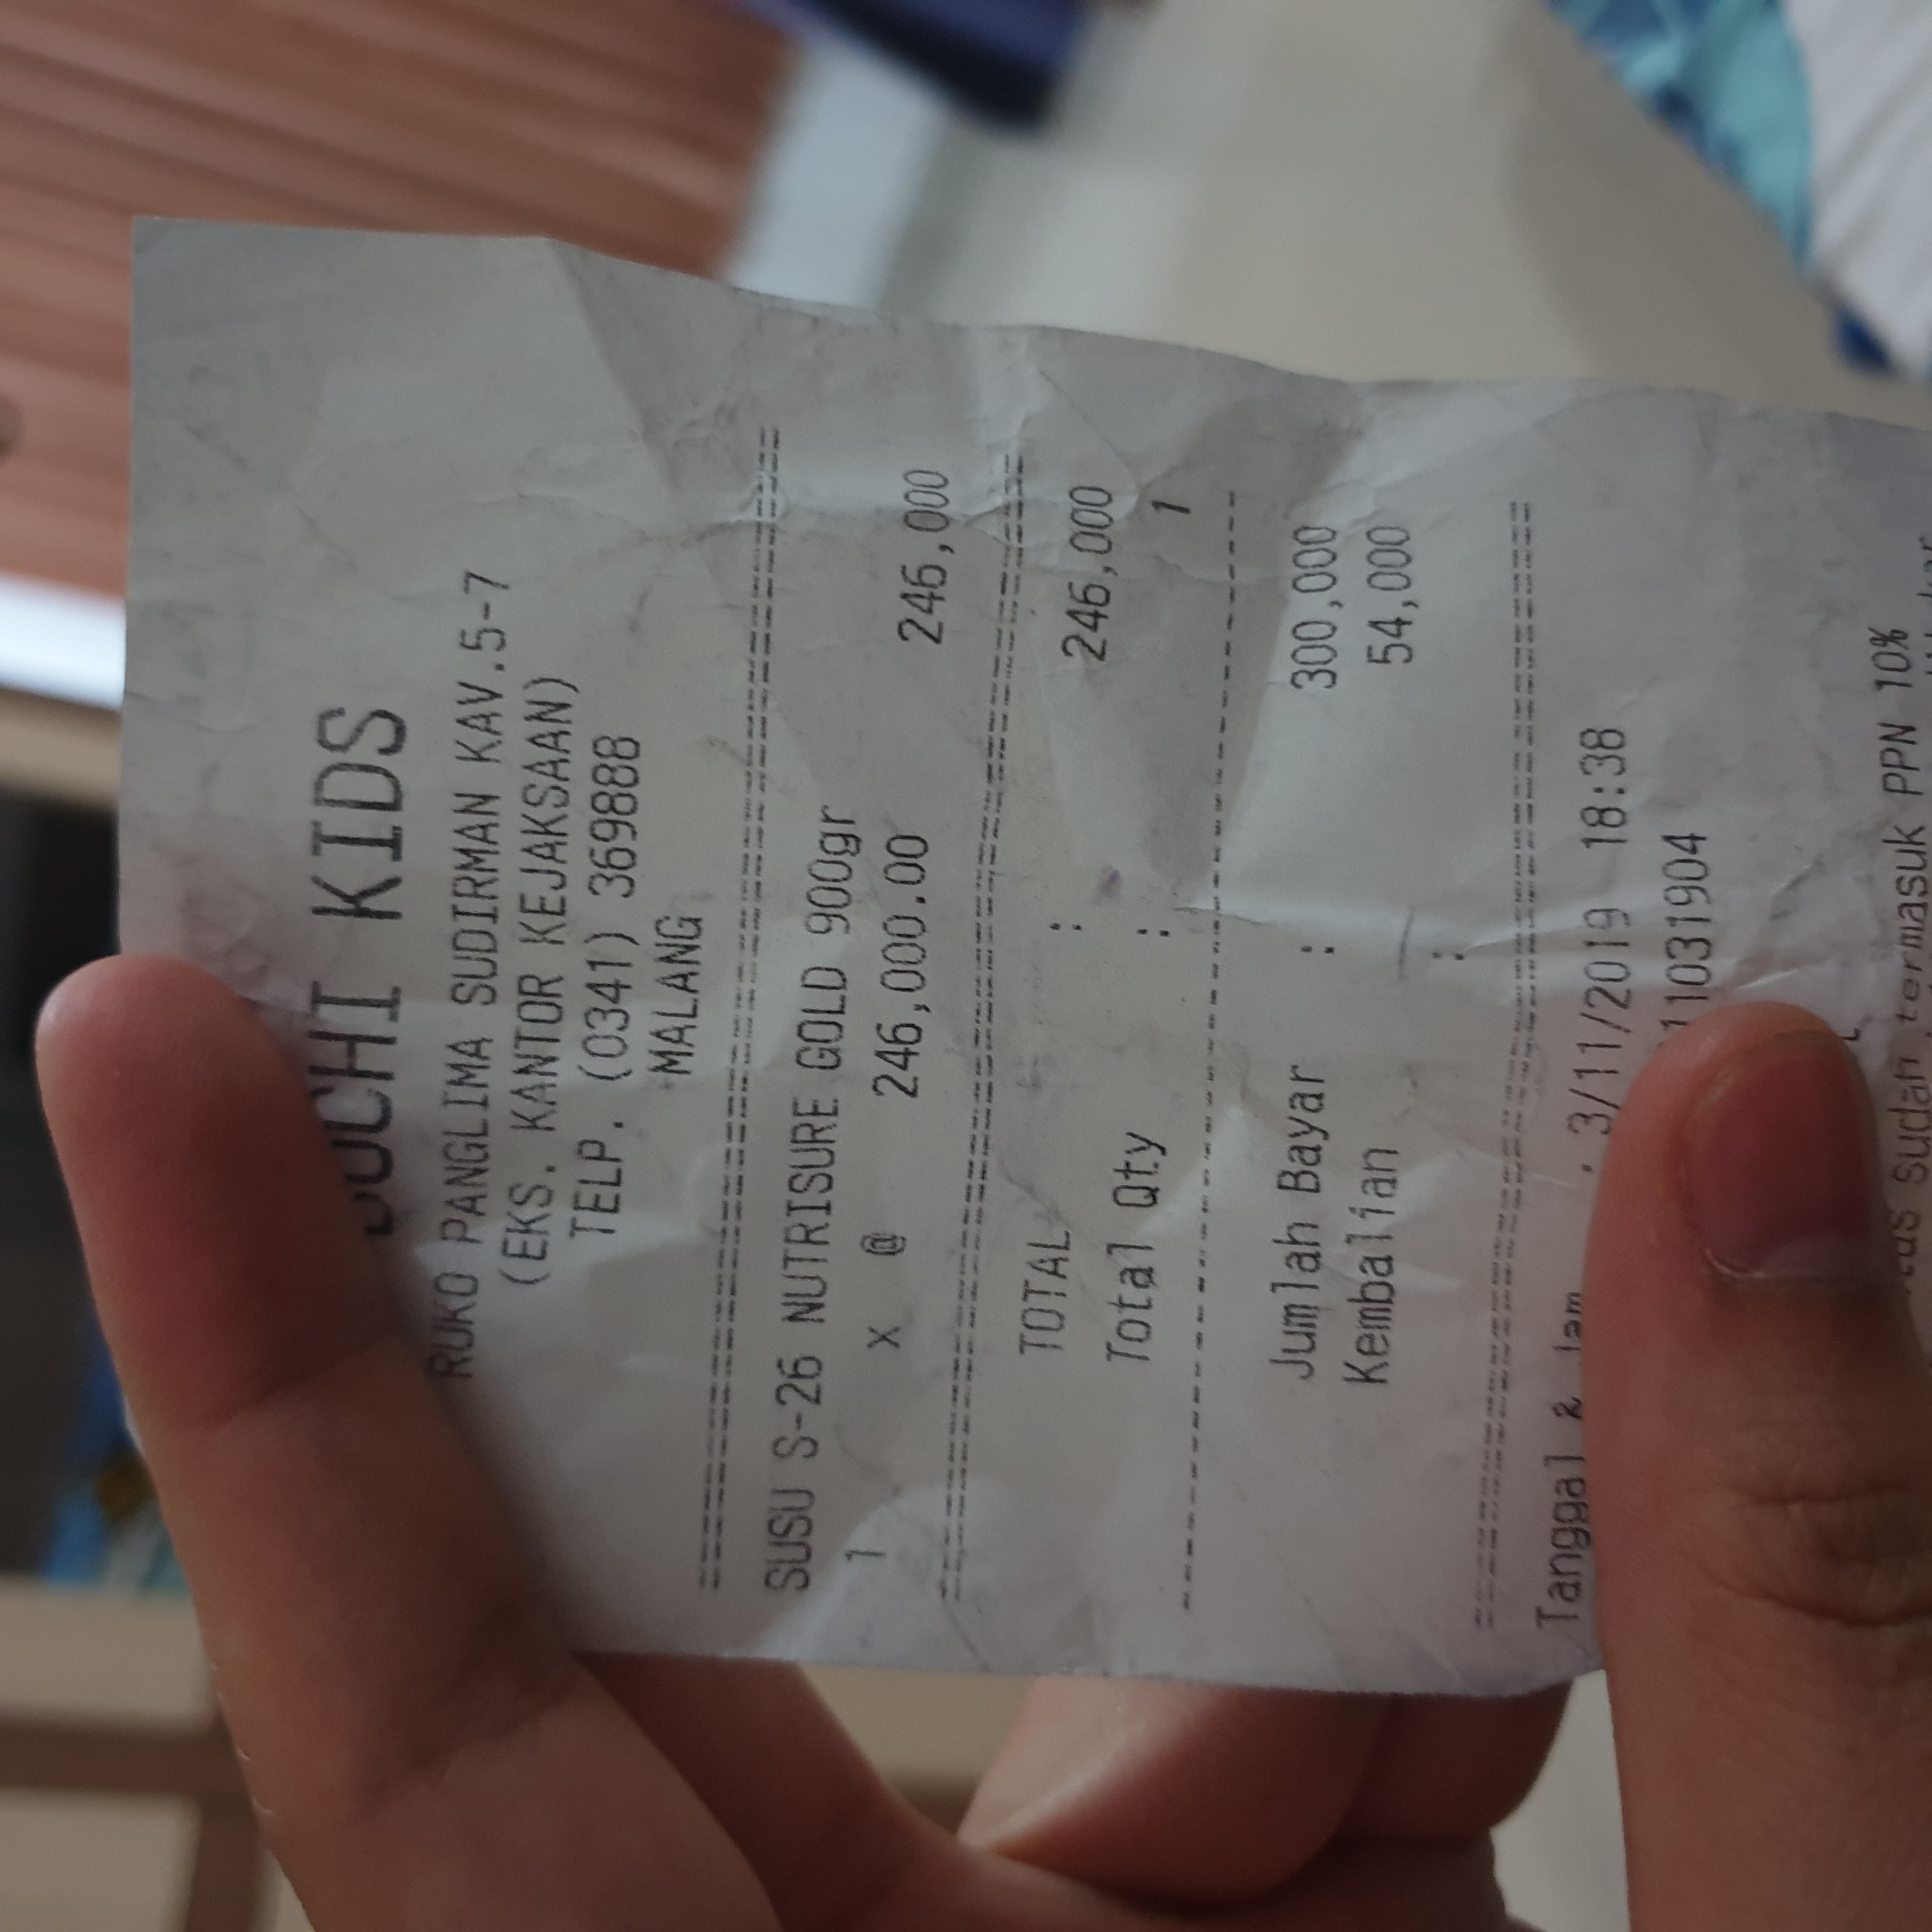 KIDS
RUKO PANGLIMA SUDIRMAN KAV.5-7
(EKS. KANTOR KEJAKSAAN)
TELP. (0341) 369888
MALANG
SUSU S-26 NUTRISURE GOLD 900gr
1 x @ 246,000.00 246,000
TOTAL : 246,000
Total Qty : 1
Jumlah Bayar : 300,000
Kembalian : 54,000
Tanggal & Jam : 3/11/2019 18:38
sudah termasuk PPN 10%